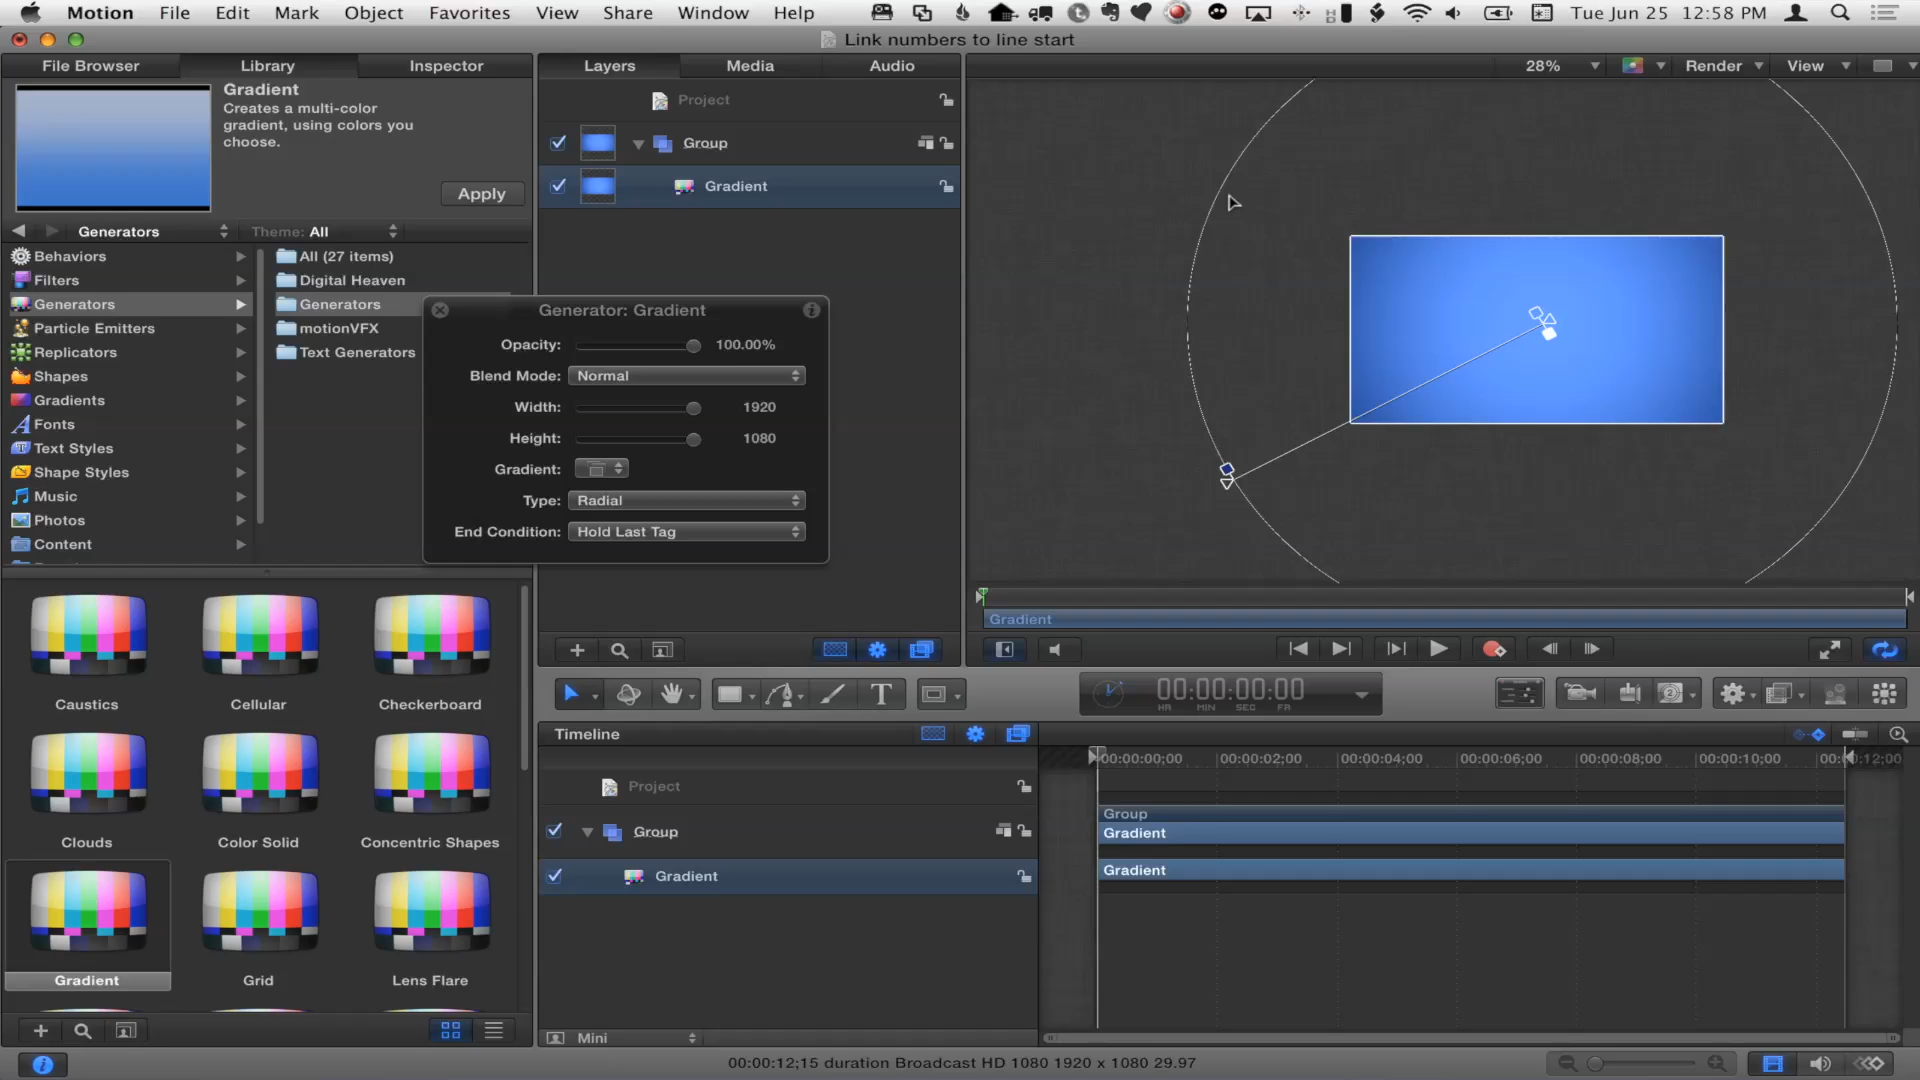 Motion File Edit Mark Object Favorites View Share Window Help Tue Jun 25 12:58 PM
Link numbers to line start
File Browser Library Inspector
Gradient
Creates a multi-color
gradient, using colors you
choose.
Apply
Generators Theme: All
Behaviors
Filters
Generators
Particle Emitters
Replicators
Shapes
Gradients
Fonts
Text Styles
Shape Styles
Music
Photos
Content
All (27 items)
Digital Heaven
Generators
motionVFX
Text Generators
Caustics Cellular Checkerboard
Clouds Color Solid Concentric Shapes
Gradient Grid Lens Flare
Layers Media Audio
Project
Group
Gradient
Generator: Gradient
Opacity: 100.00%
Blend Mode: Normal
Width: 1920
Height: 1080
Gradient:
Type: Radial
End Condition: Hold Last Tag
28% Render View
Gradient
T
00:00:00:00
HR MIN SEC FR
Timeline
Project
Group
Gradient
00:00:00;00 00:00:02;00 00:00:04;00 00:00:06;00 00:00:08;00 00:00:10;00
Group
Gradient
Gradient
Mini
00:00:12;15 duration Broadcast HD 1080 1920 x 1080 29.97